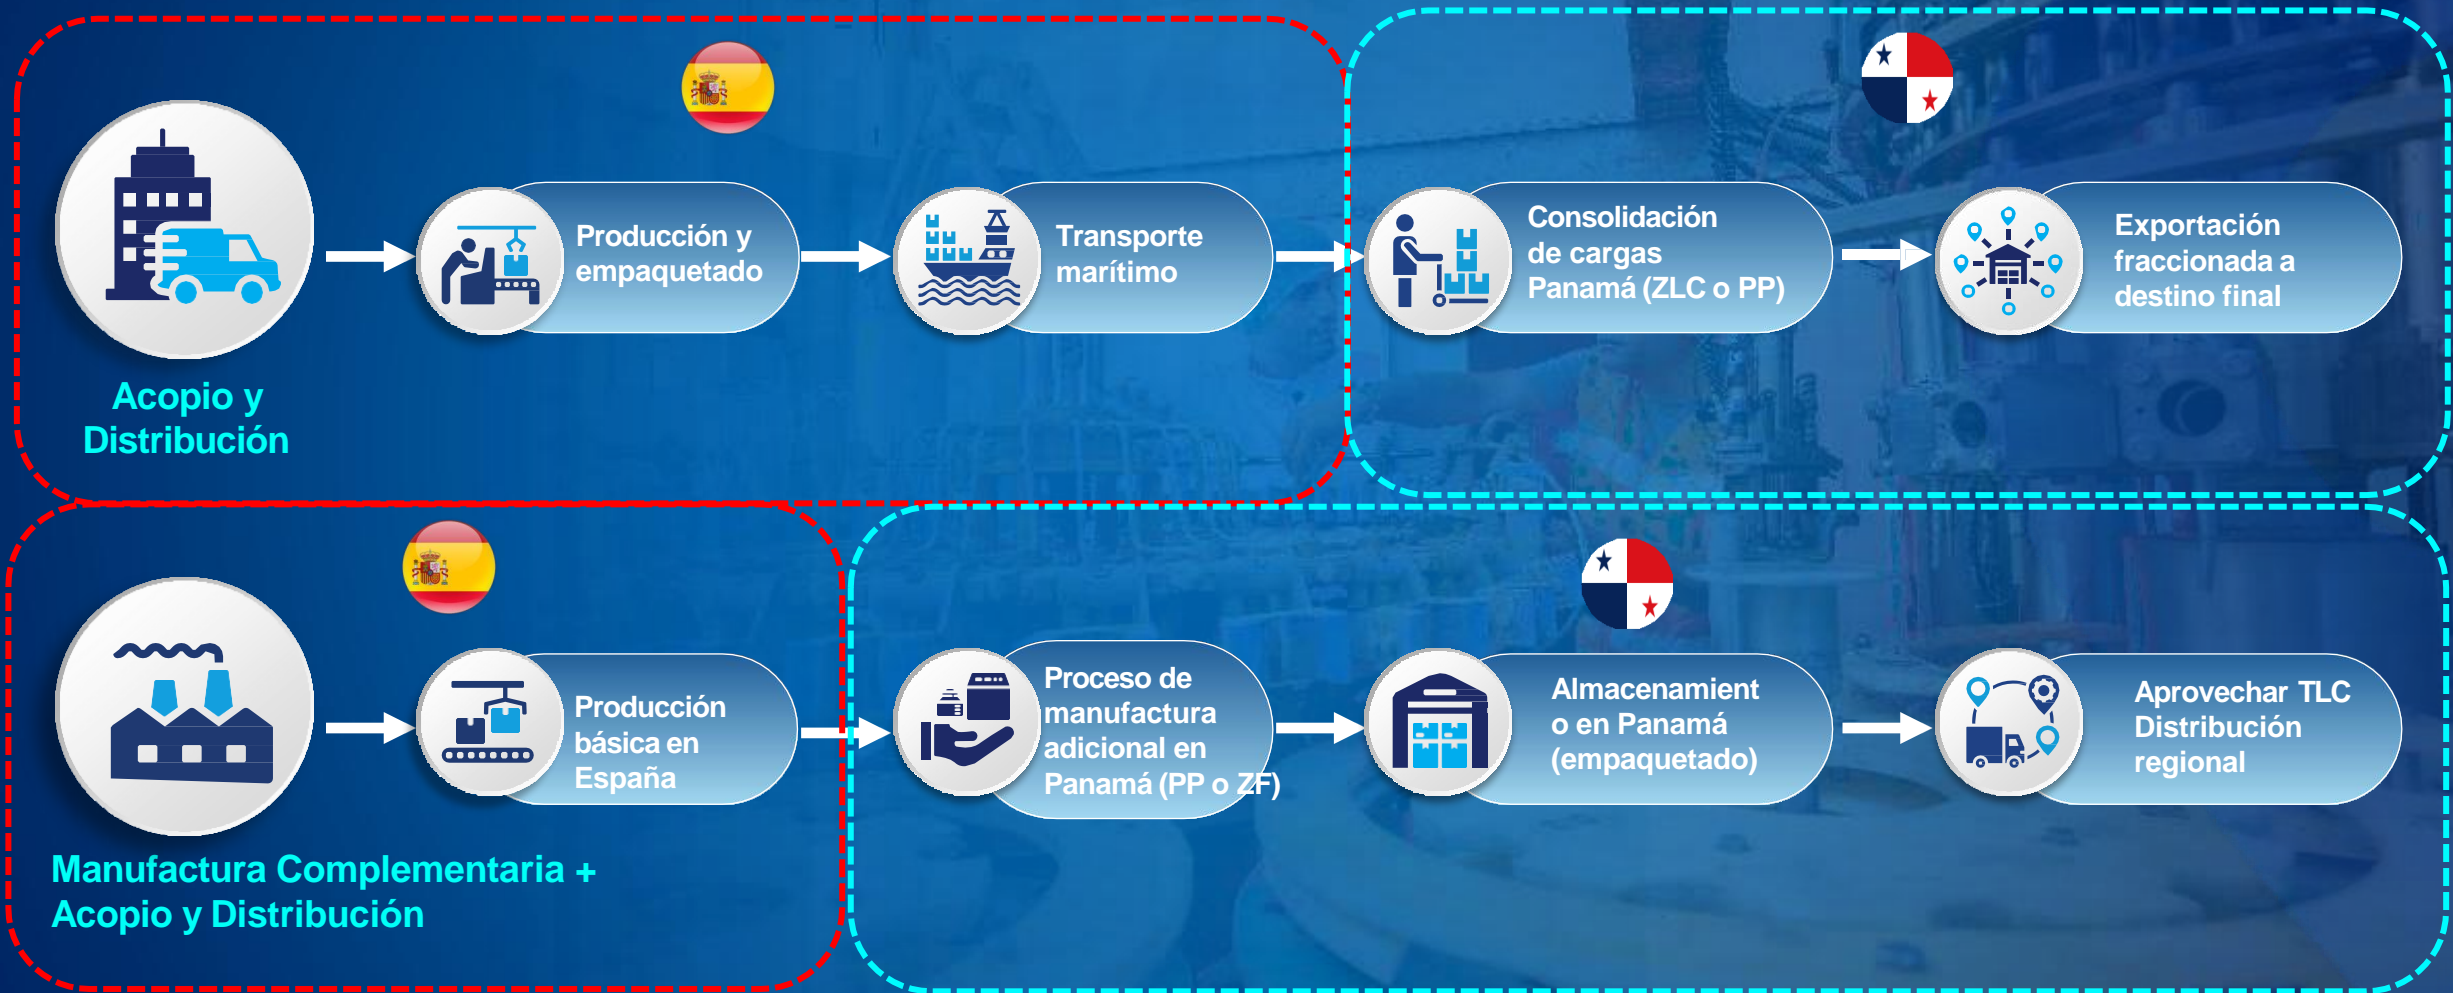 Acopio y
Distribución
Producción y
empaquetado
Transporte
marítimo
Consolidación
de cargas
Panamá (ZLC o PP)
Exportación
fraccionada a
destino final
Manufactura Complementaria +
Acopio y Distribución
Producción
básica en
España
Proceso de
manufactura
adicional en
Panamá (PP o ZF)
Almacenamient
o en Panamá
(empaquetado)
Aprovechar TLC
Distribución
regional